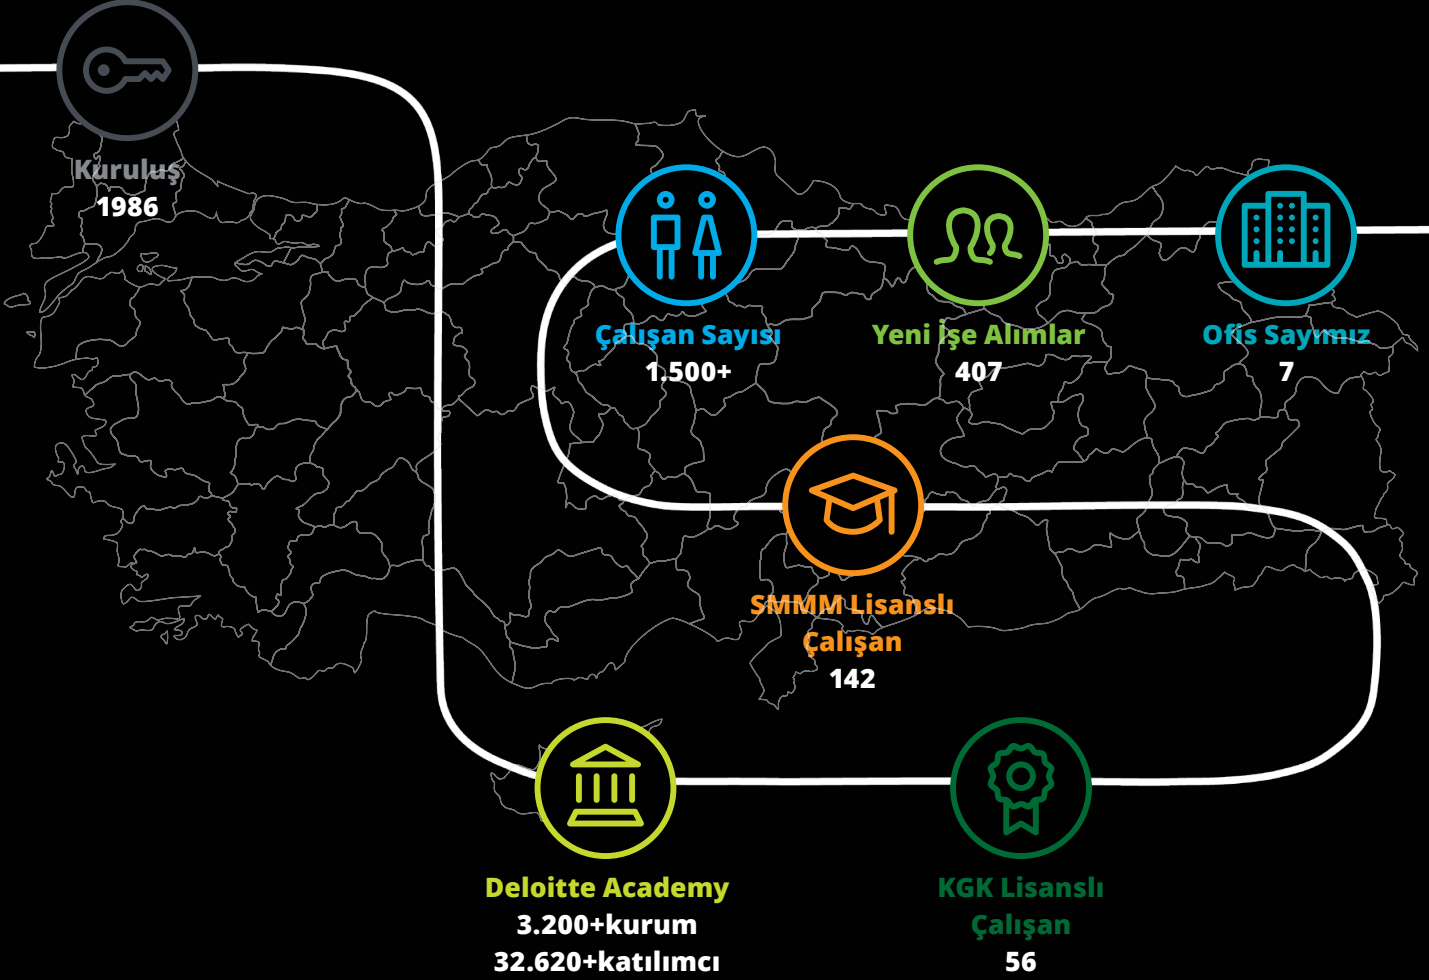 Kuruluş
1986
Çalışan Sayısı
1.500+
Yeni İşe Alımlar
407
Ofis Sayımız
7
SMMM Lisanslı
Çalışan
142
Deloitte Academy
3.200+kurum
32.620+katılımcı
KGK Lisanslı
Çalışan
56